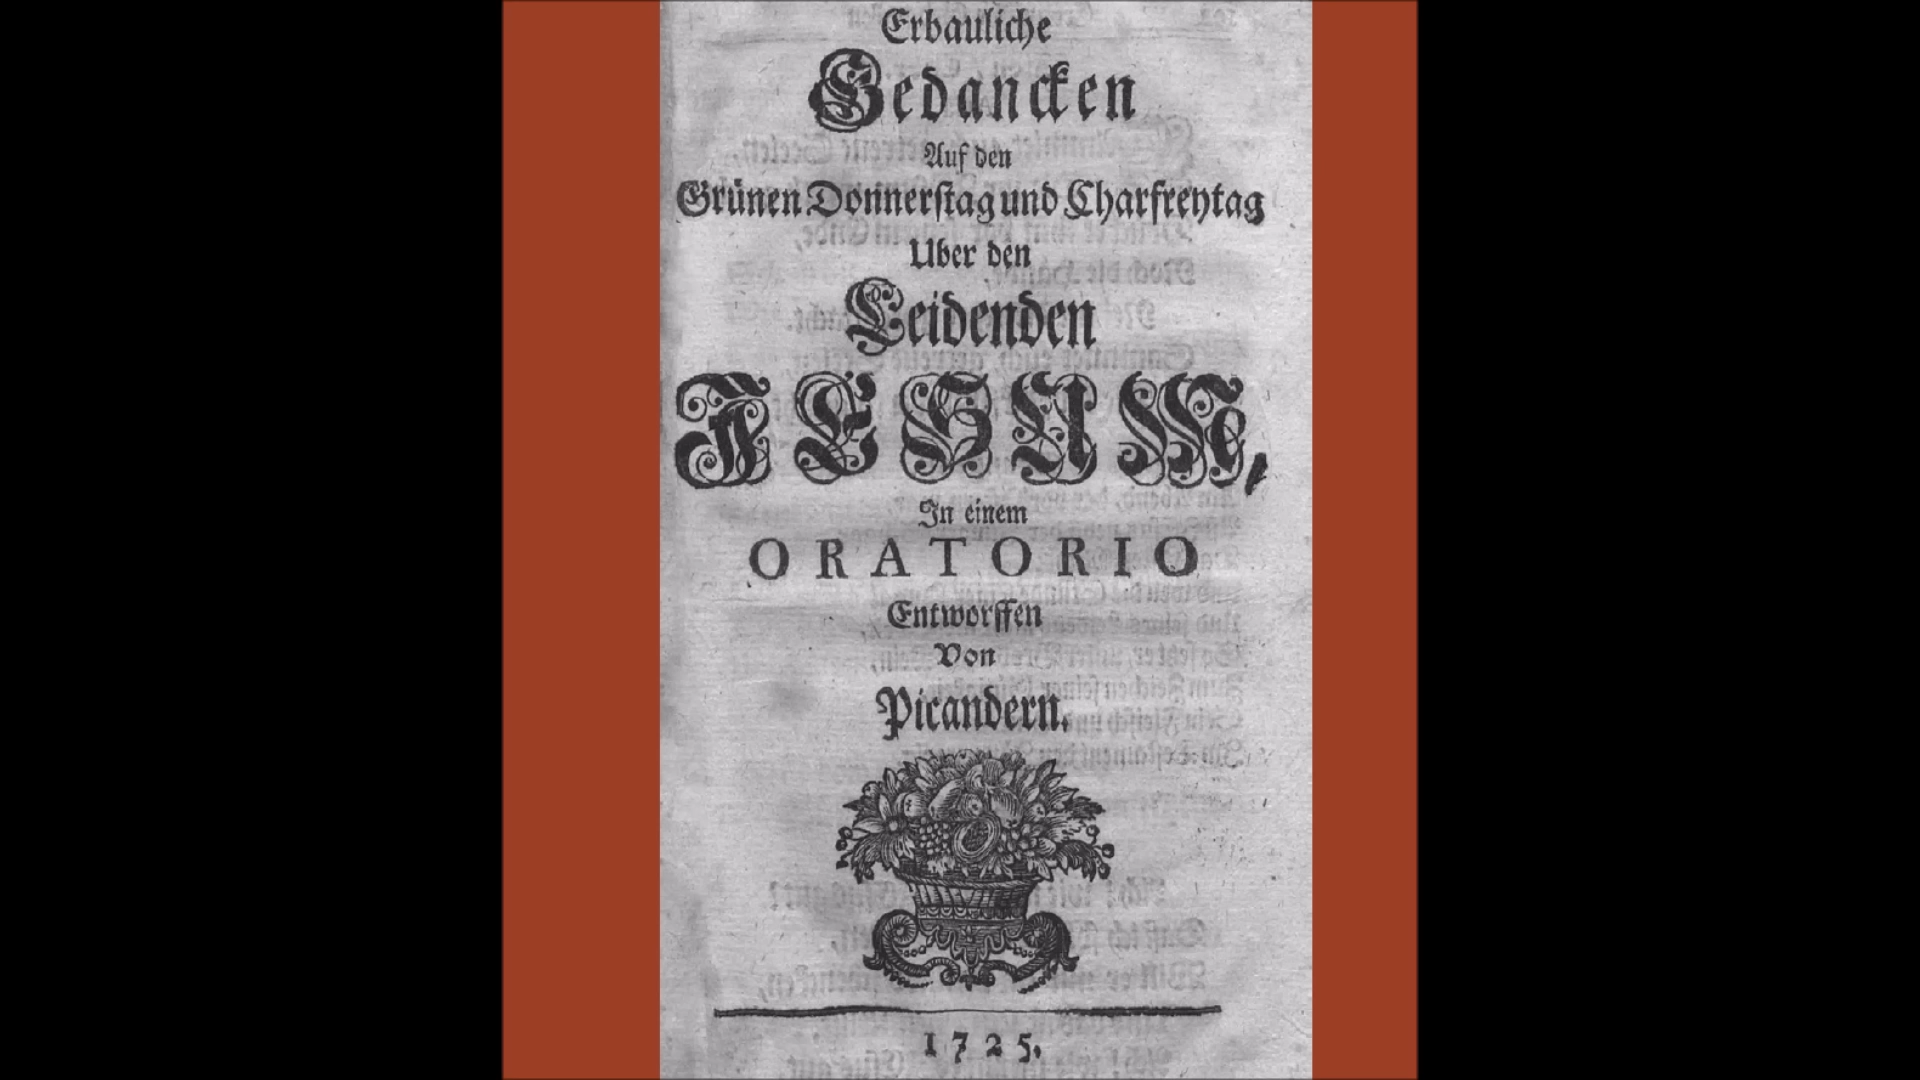 Erbauliche
Gedancken
Auf den
Grünen Donnerstag und Charfreytag
Uber den
Leidenden
JESUM,
In einem
ORATORIO
Entworffen
Von
Picandern.
1725.